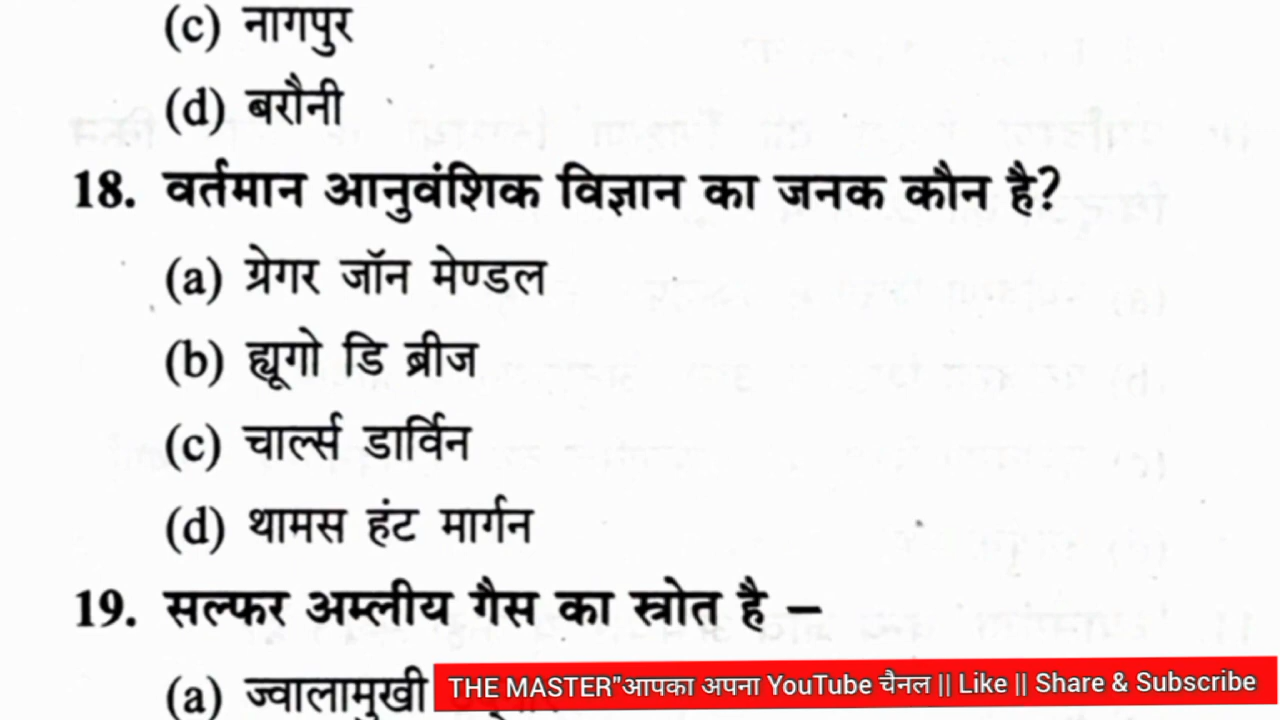 (c) नागपुर
(d) बरौनी
18. वर्तमान आनुवंशिक विज्ञान का जनक कौन है?
(a) ग्रेगर जॉन मेण्डल
(b) ह्यूगो डि ब्रीज
(c) चार्ल्स डार्विन
(d) थामस हंट मार्गन
19. सल्फर अम्लीय गैस का स्त्रोत है –
(a) ज्वालामुखी
THE MASTER"आपका अपना YouTube चैनल || Like || Share & Subscribe